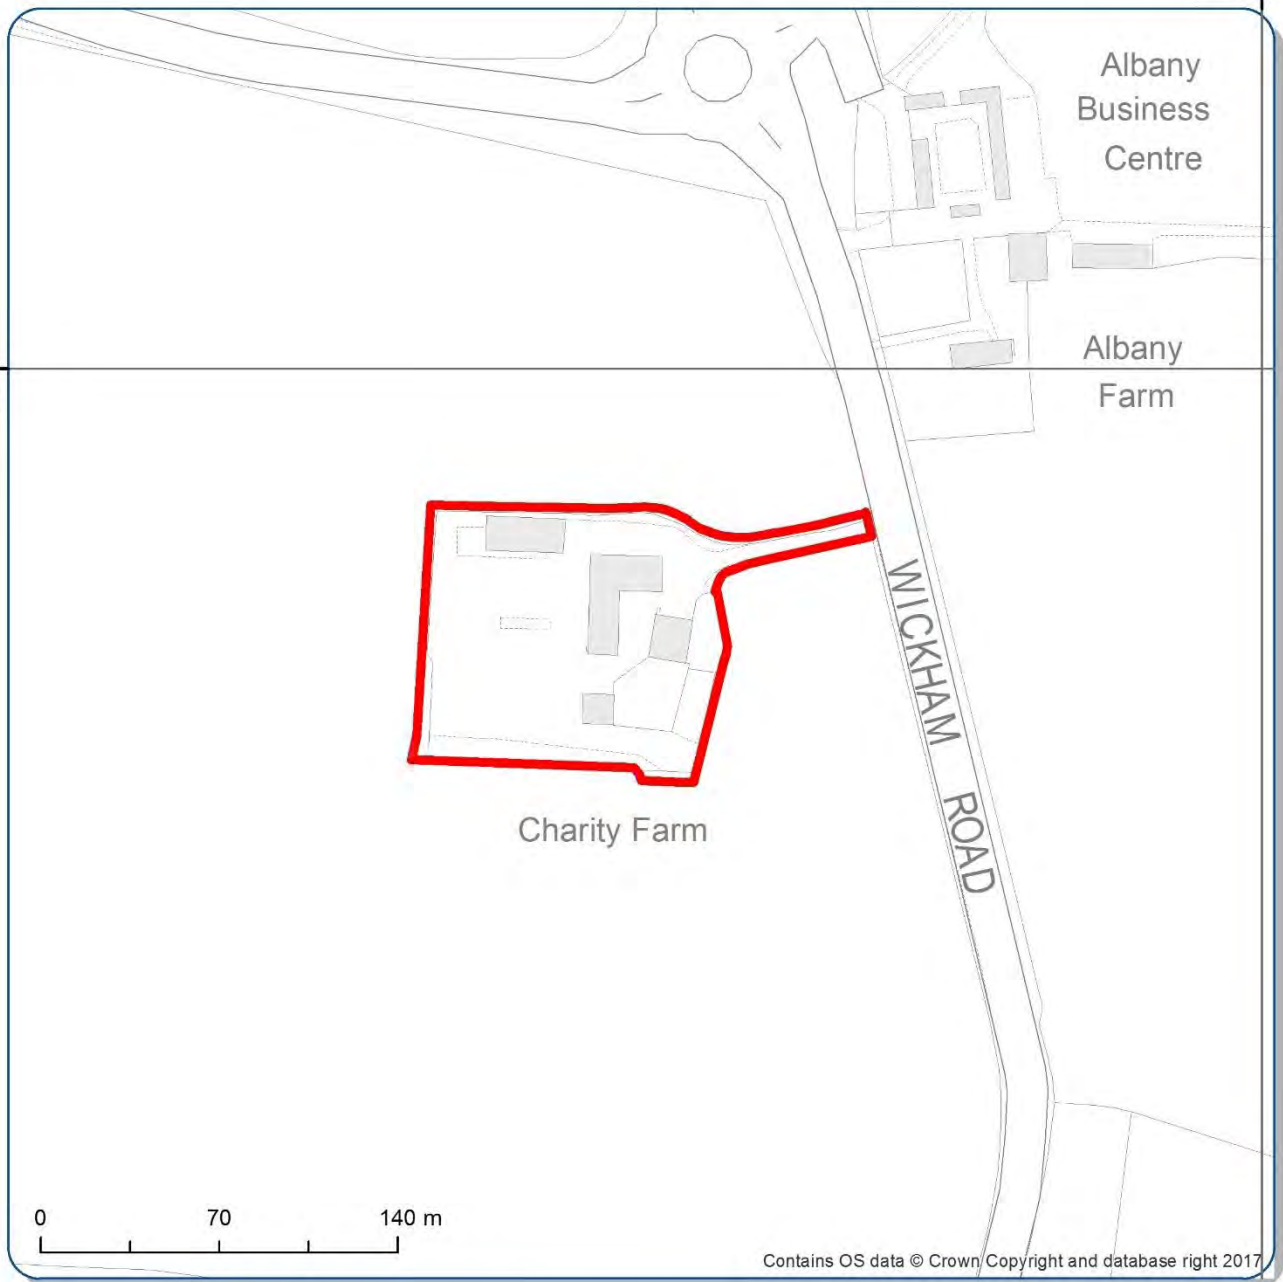 Albany
Business
Centre
Albany
Farm
WICKHAM ROAD
Charity Farm
0 70 140 m
Contains OS data © Crown Copyright and database right 2017